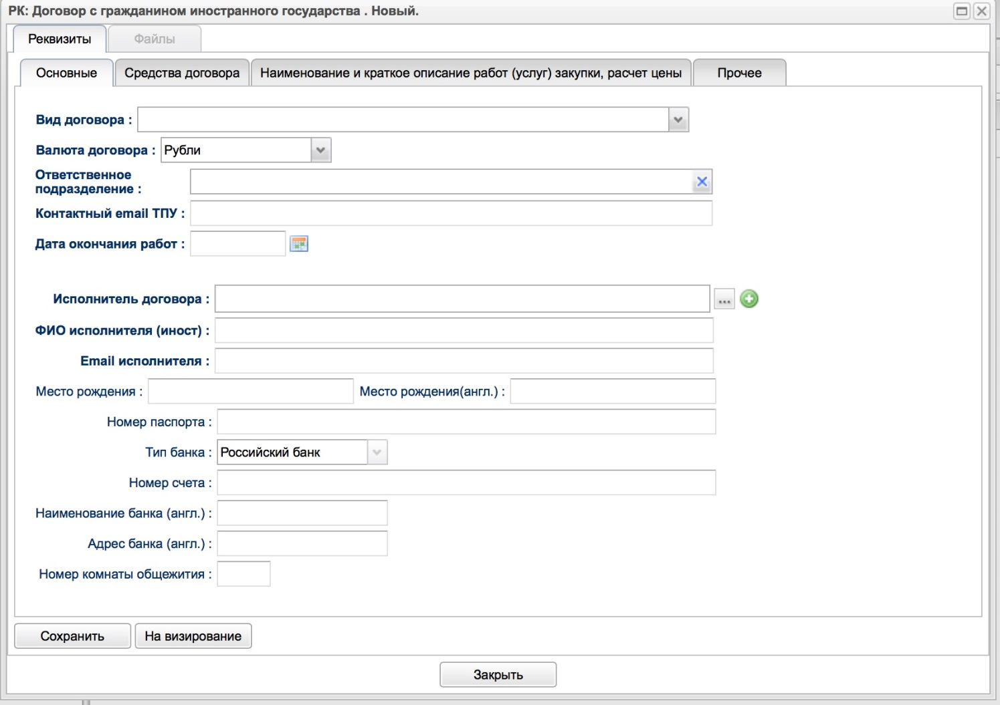 РК: Договор с гражданином иностранного государства . Новый.
Реквизиты Файлы
Основные Средства договора Наименование и краткое описание работ (услуг) закупки, расчет цены Прочее
Вид договора :
Валюта договора : Рубли
Ответственное
подразделение :
Контактный email ТПУ :
Дата окончания работ :
Исполнитель договора : ...
ФИО исполнителя (иност) :
Email исполнителя :
Место рождения : Место рождения(англ.) :
Номер паспорта :
Тип банка : Российский банк
Номер счета :
Наименование банка (англ.) :
Адрес банка (англ.) :
Номер комнаты общежития :
Сохранить На визирование
Закрыть